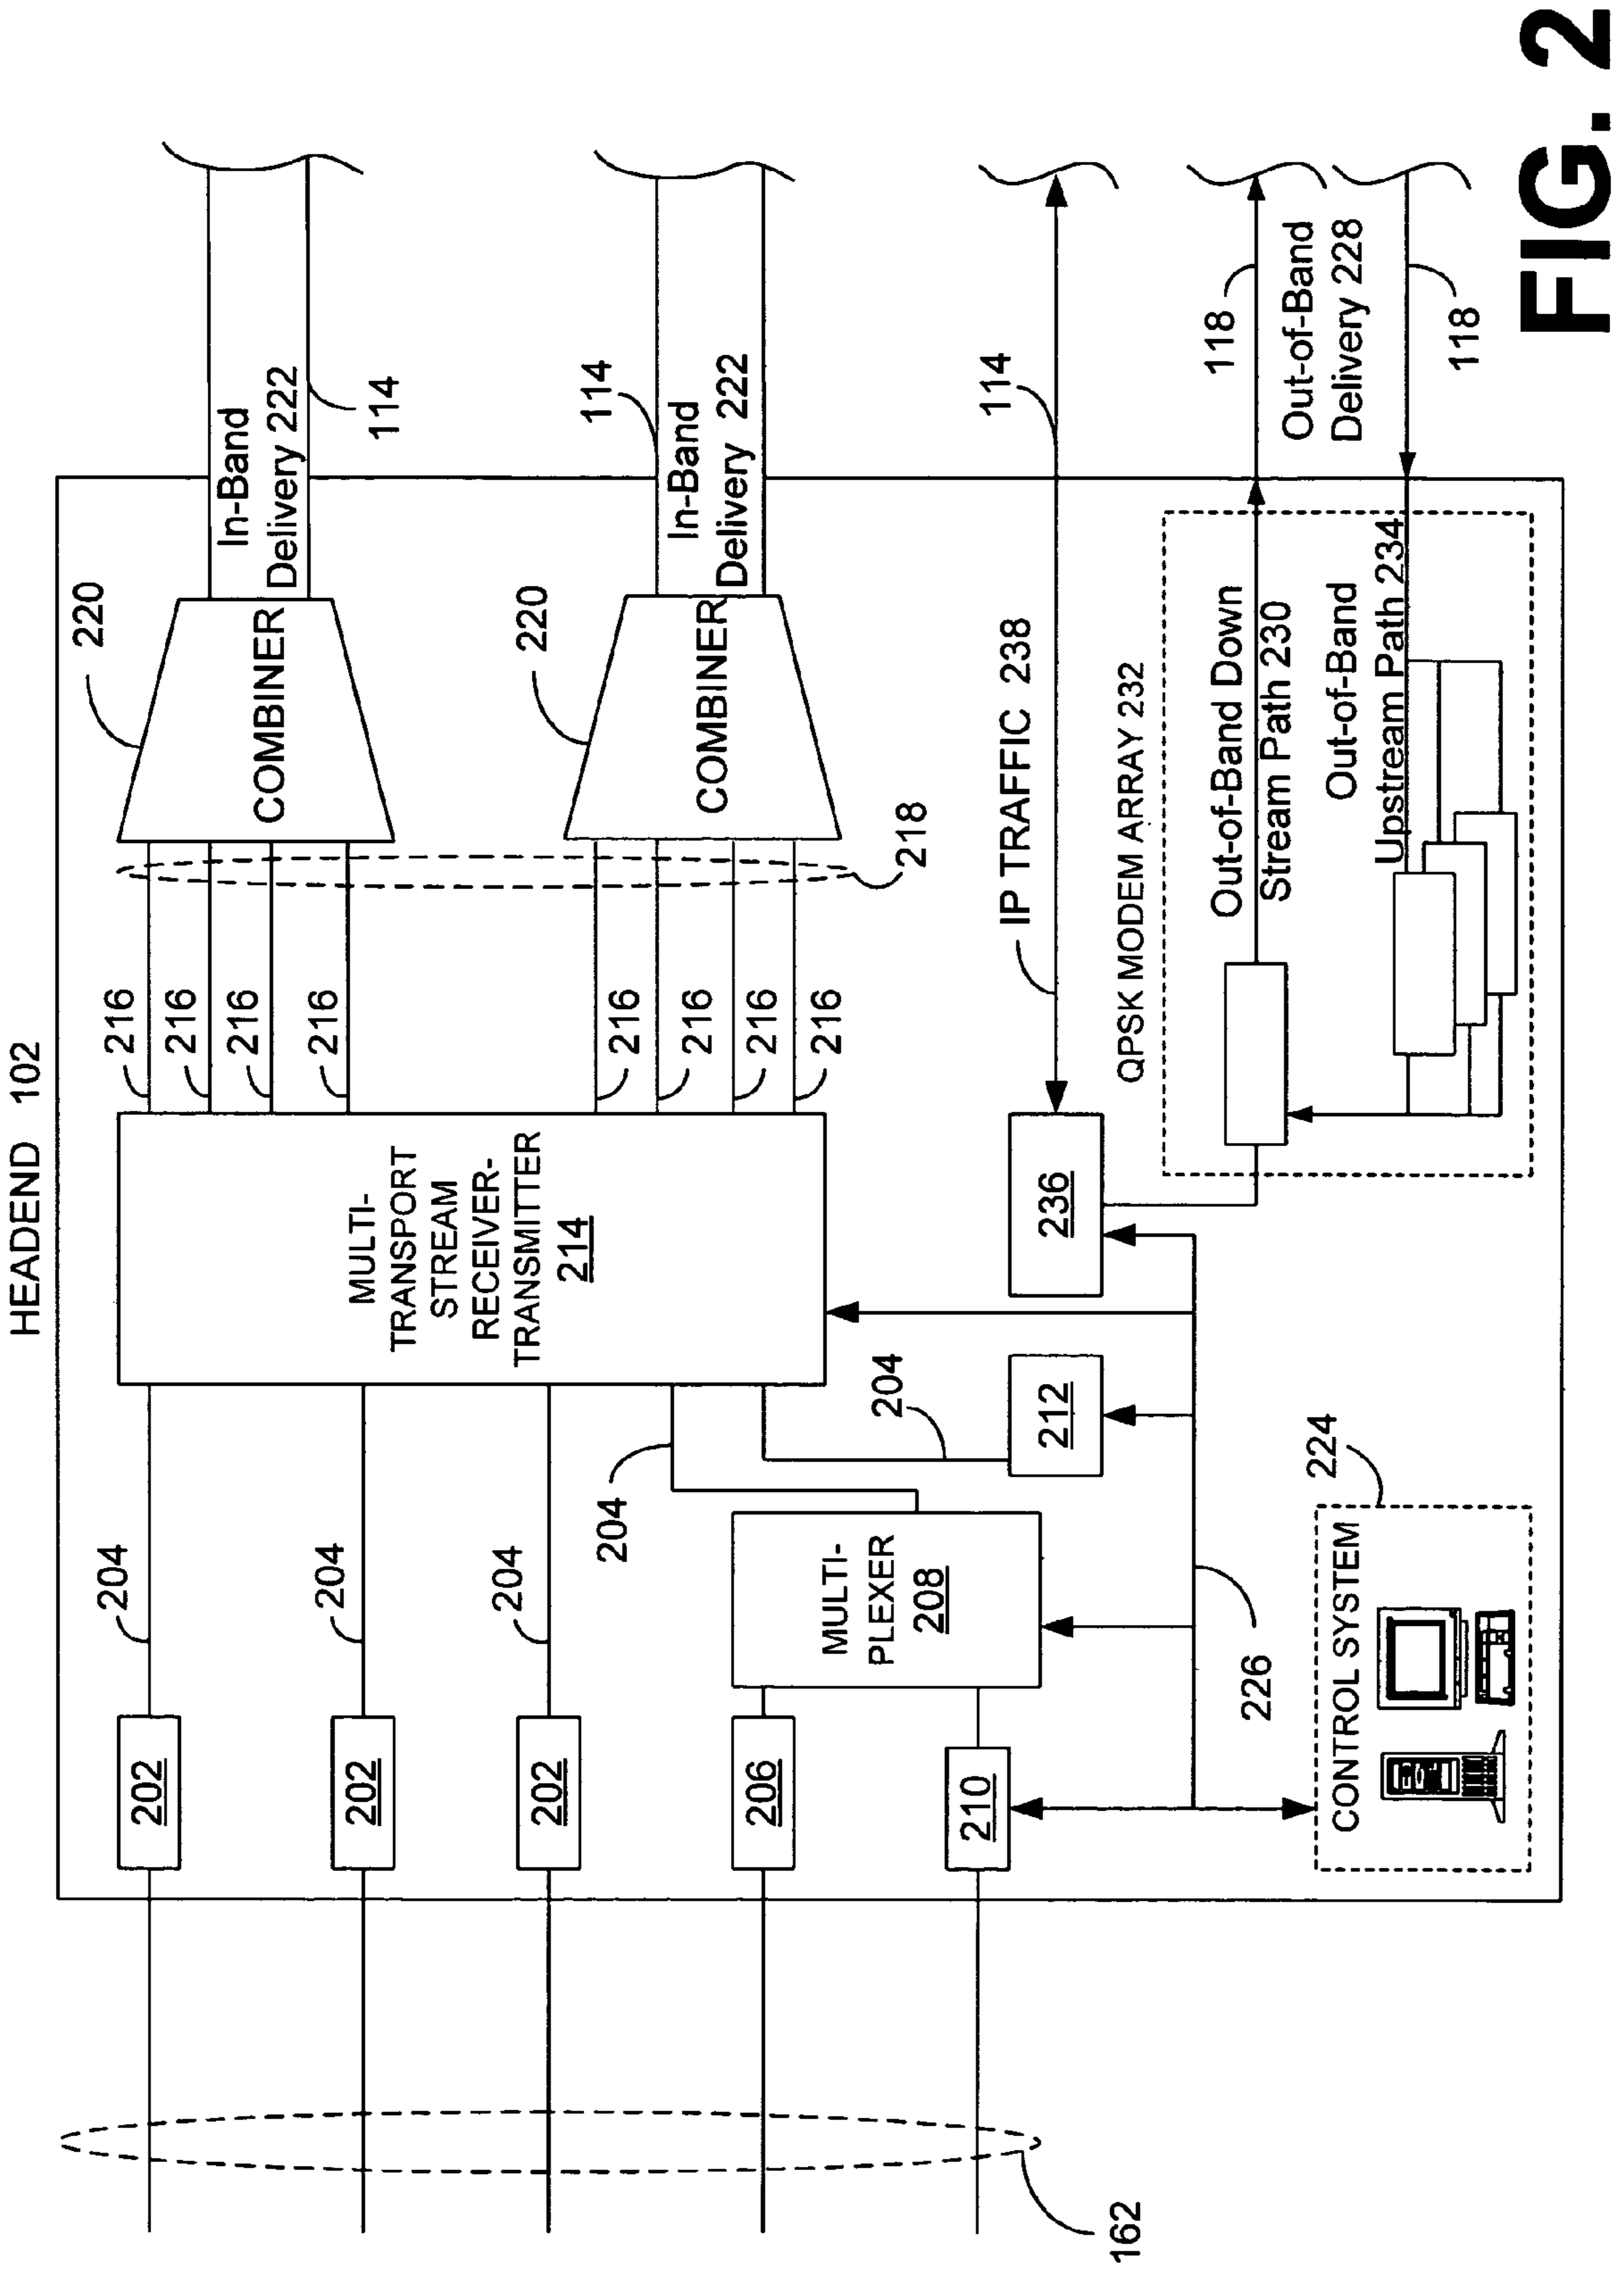 HEADEND 102
220
COMBINER
In-Band
Delivery 222
114
220
COMBINER
114
In-Band
Delivery 222
218
216
216
216
216
216
216
216
216
MULTI-
TRANSPORT
STREAM
RECEIVER-
TRANSMITTER
214
204
204
204
204
204
202
202
202
206
210
MULTI-
PLEXER
208
212
236
IP TRAFFIC 238
114
QPSK MODEM ARRAY 232
Out-of-Band Down
Stream Path 230
Out-of-Band
Upstream Path 234
118
Out-of-Band
Delivery 228
118
226
224
CONTROL SYSTEM
162
FIG. 2